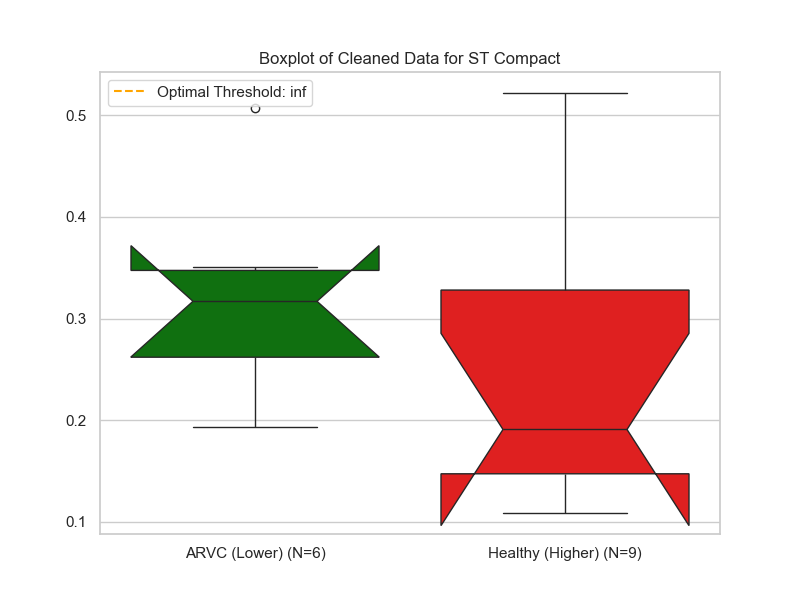 Boxplot of Cleaned Data for ST Compact
Optimal Threshold: inf
0.5
0.4
0.3
0.2
0.1
ARVC (Lower) (N=6)
Healthy (Higher) (N=9)